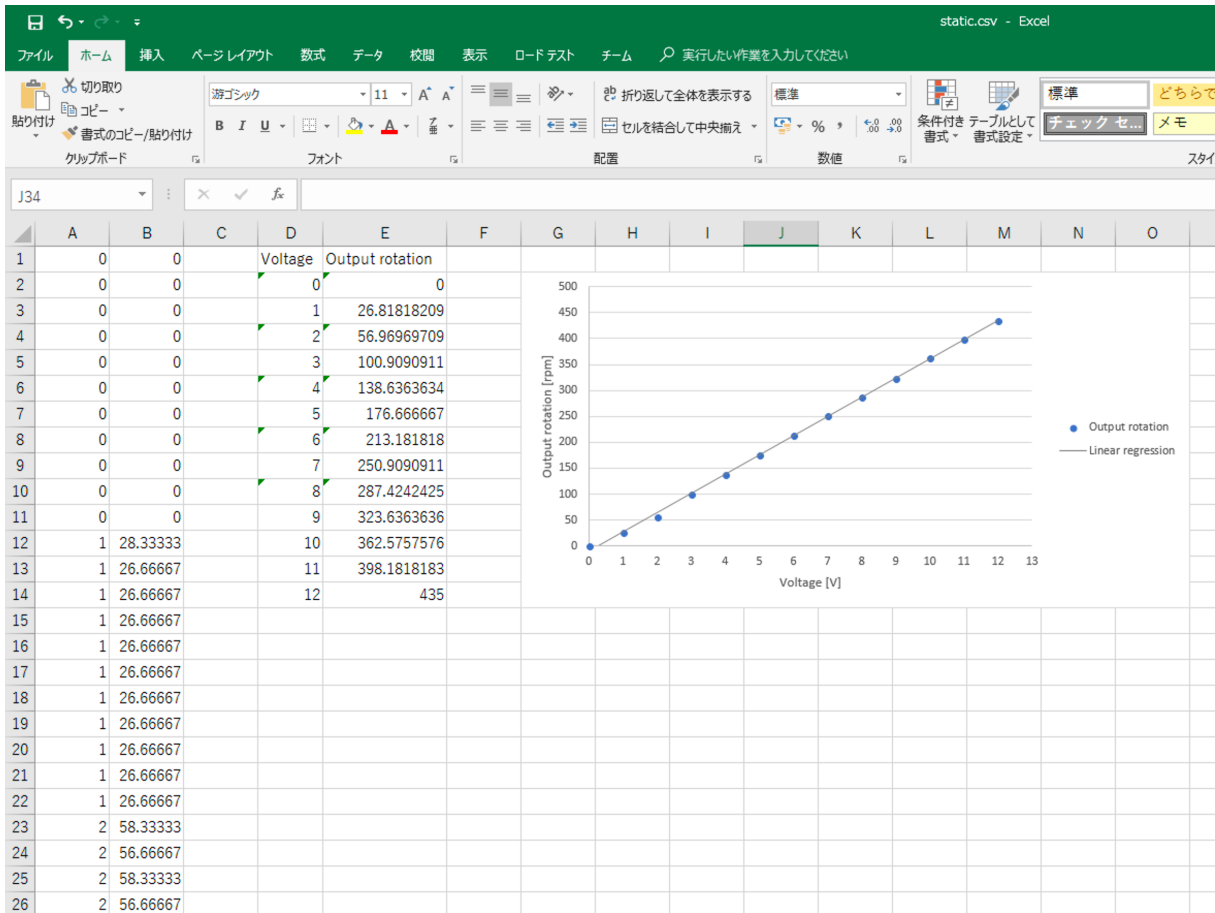 static.csv - Excel
ファイル ホーム 挿入 ページ レイアウト 数式 データ 校閲 表示 ロード テスト チーム 実行したい作業を入力してください
貼り付け
切り取り
コピー
書式のコピー/貼り付け
クリップボード
游ゴシック 11 A A
B I U A
フォント
折り返して全体を表示する
セルを結合して中央揃え
配置
標準
% ,
数値
条件付き書式
テーブルとして書式設定
標準 どちらで
チェック セ... メモ
スタイ
J34 fx
A B C D E F G H I J K L M N O
1 0 0 Voltage Output rotation
2 0 0 0 0
3 0 0 1 26.81818209
4 0 0 2 56.96969709
5 0 0 3 100.9090911
6 0 0 4 138.6363634
7 0 0 5 176.666667
8 0 0 6 213.181818
9 0 0 7 250.9090911
10 0 0 8 287.4242425
11 0 0 9 323.6363636
12 1 28.33333 10 362.5757576
13 1 26.66667 11 398.1818183
14 1 26.66667 12 435
15 1 26.66667
16 1 26.66667
17 1 26.66667
18 1 26.66667
19 1 26.66667
20 1 26.66667
21 1 26.66667
22 1 26.66667
23 2 58.33333
24 2 56.66667
25 2 58.33333
26 2 56.66667
Output rotation [rpm]
500
450
400
350
300
250
200
150
100
50
0
0 1 2 3 4 5 6 7 8 9 10 11 12 13
Voltage [V]
Output rotation
Linear regression